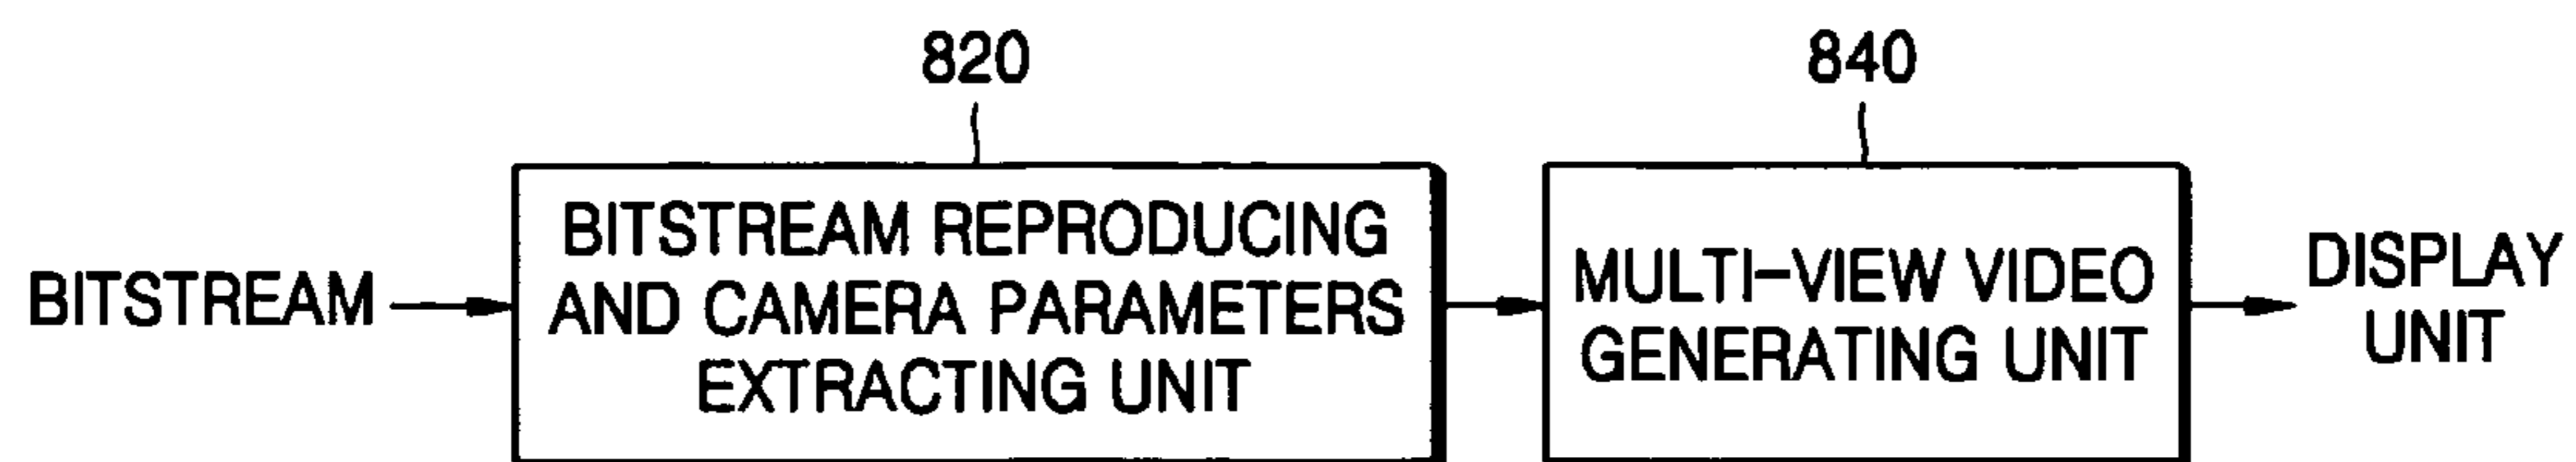 820
840
BITSTREAM
BITSTREAM REPRODUCING
AND CAMERA PARAMETERS
EXTRACTING UNIT
MULTI-VIEW VIDEO
GENERATING UNIT
DISPLAY
UNIT